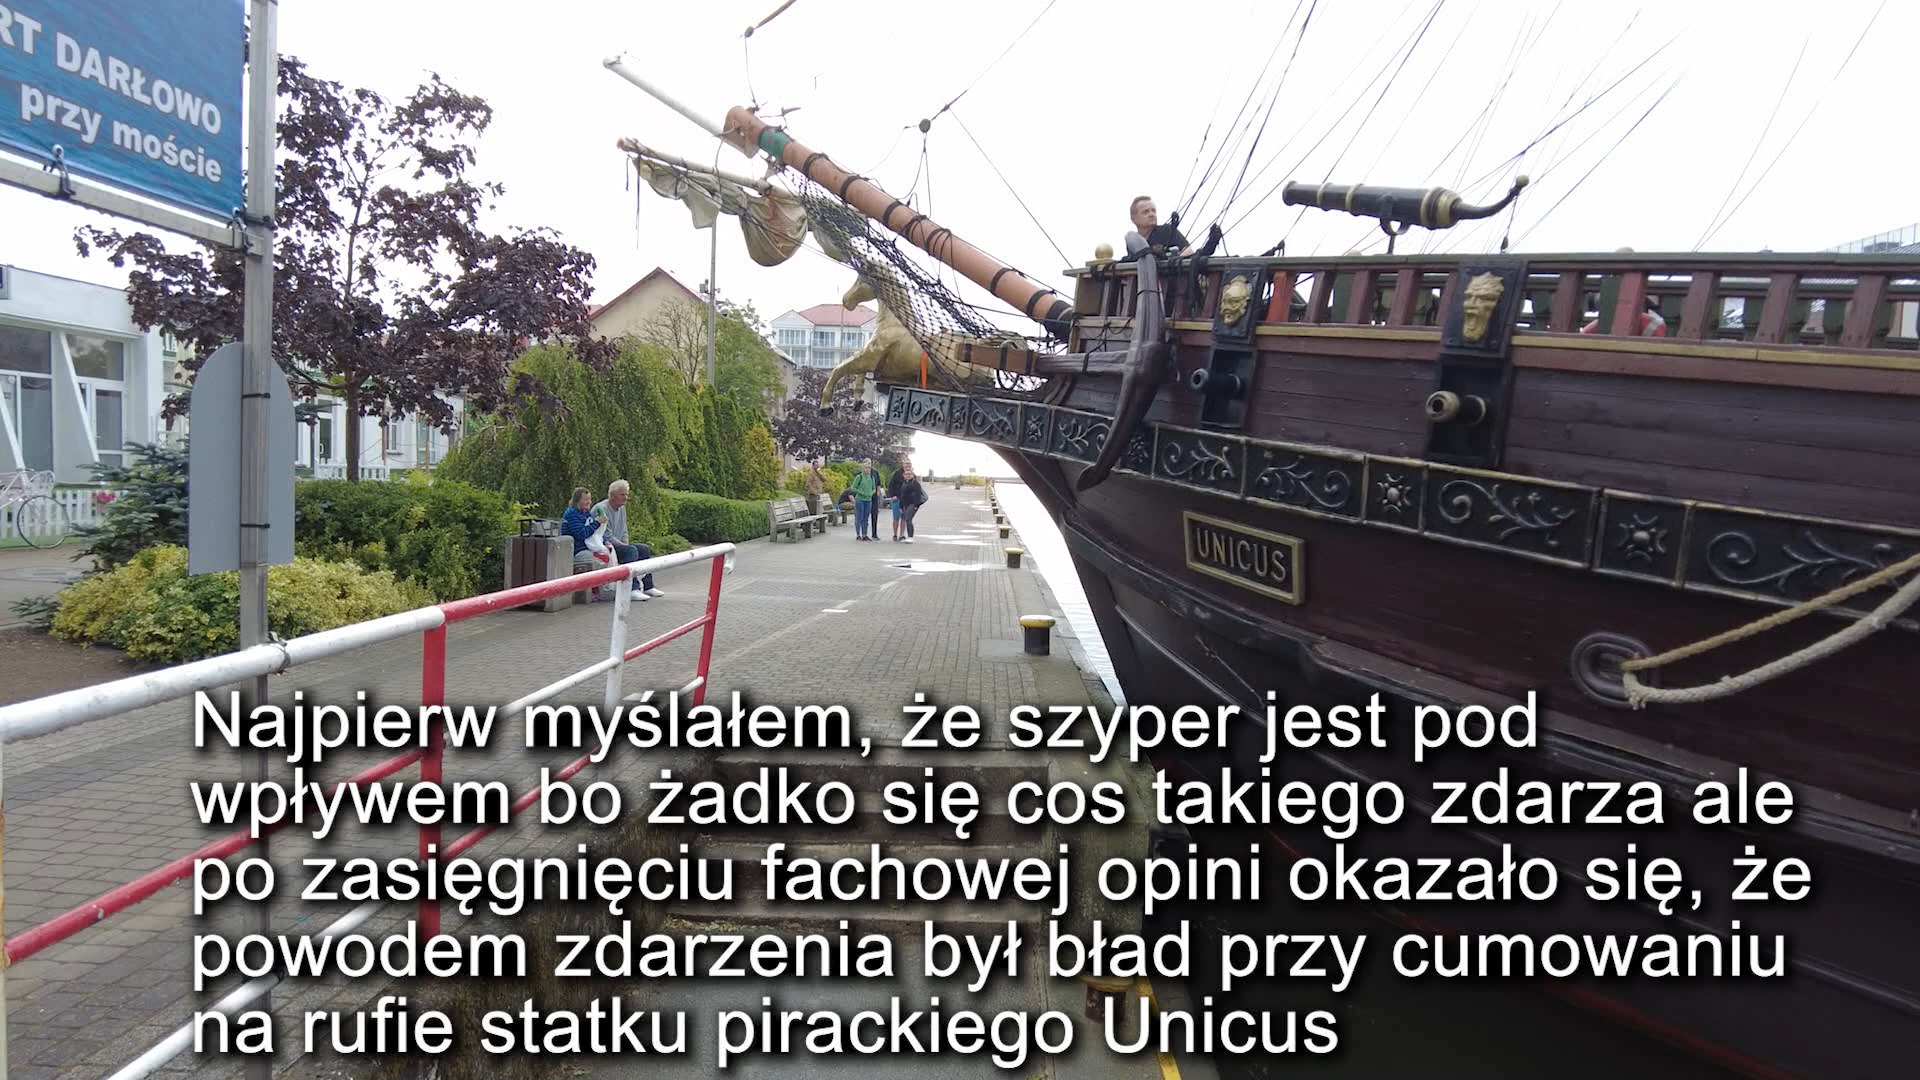 RT DARŁOWO
przy moście
UNICUS
Najpierw myślałem, że szyper jest pod
wpływem bo żadko się cos takiego zdarza ale
po zasięgnięciu fachowej opini okazało się, że
powodem zdarzenia był bład przy cumowaniu
na rufie statku pirackiego Unicus